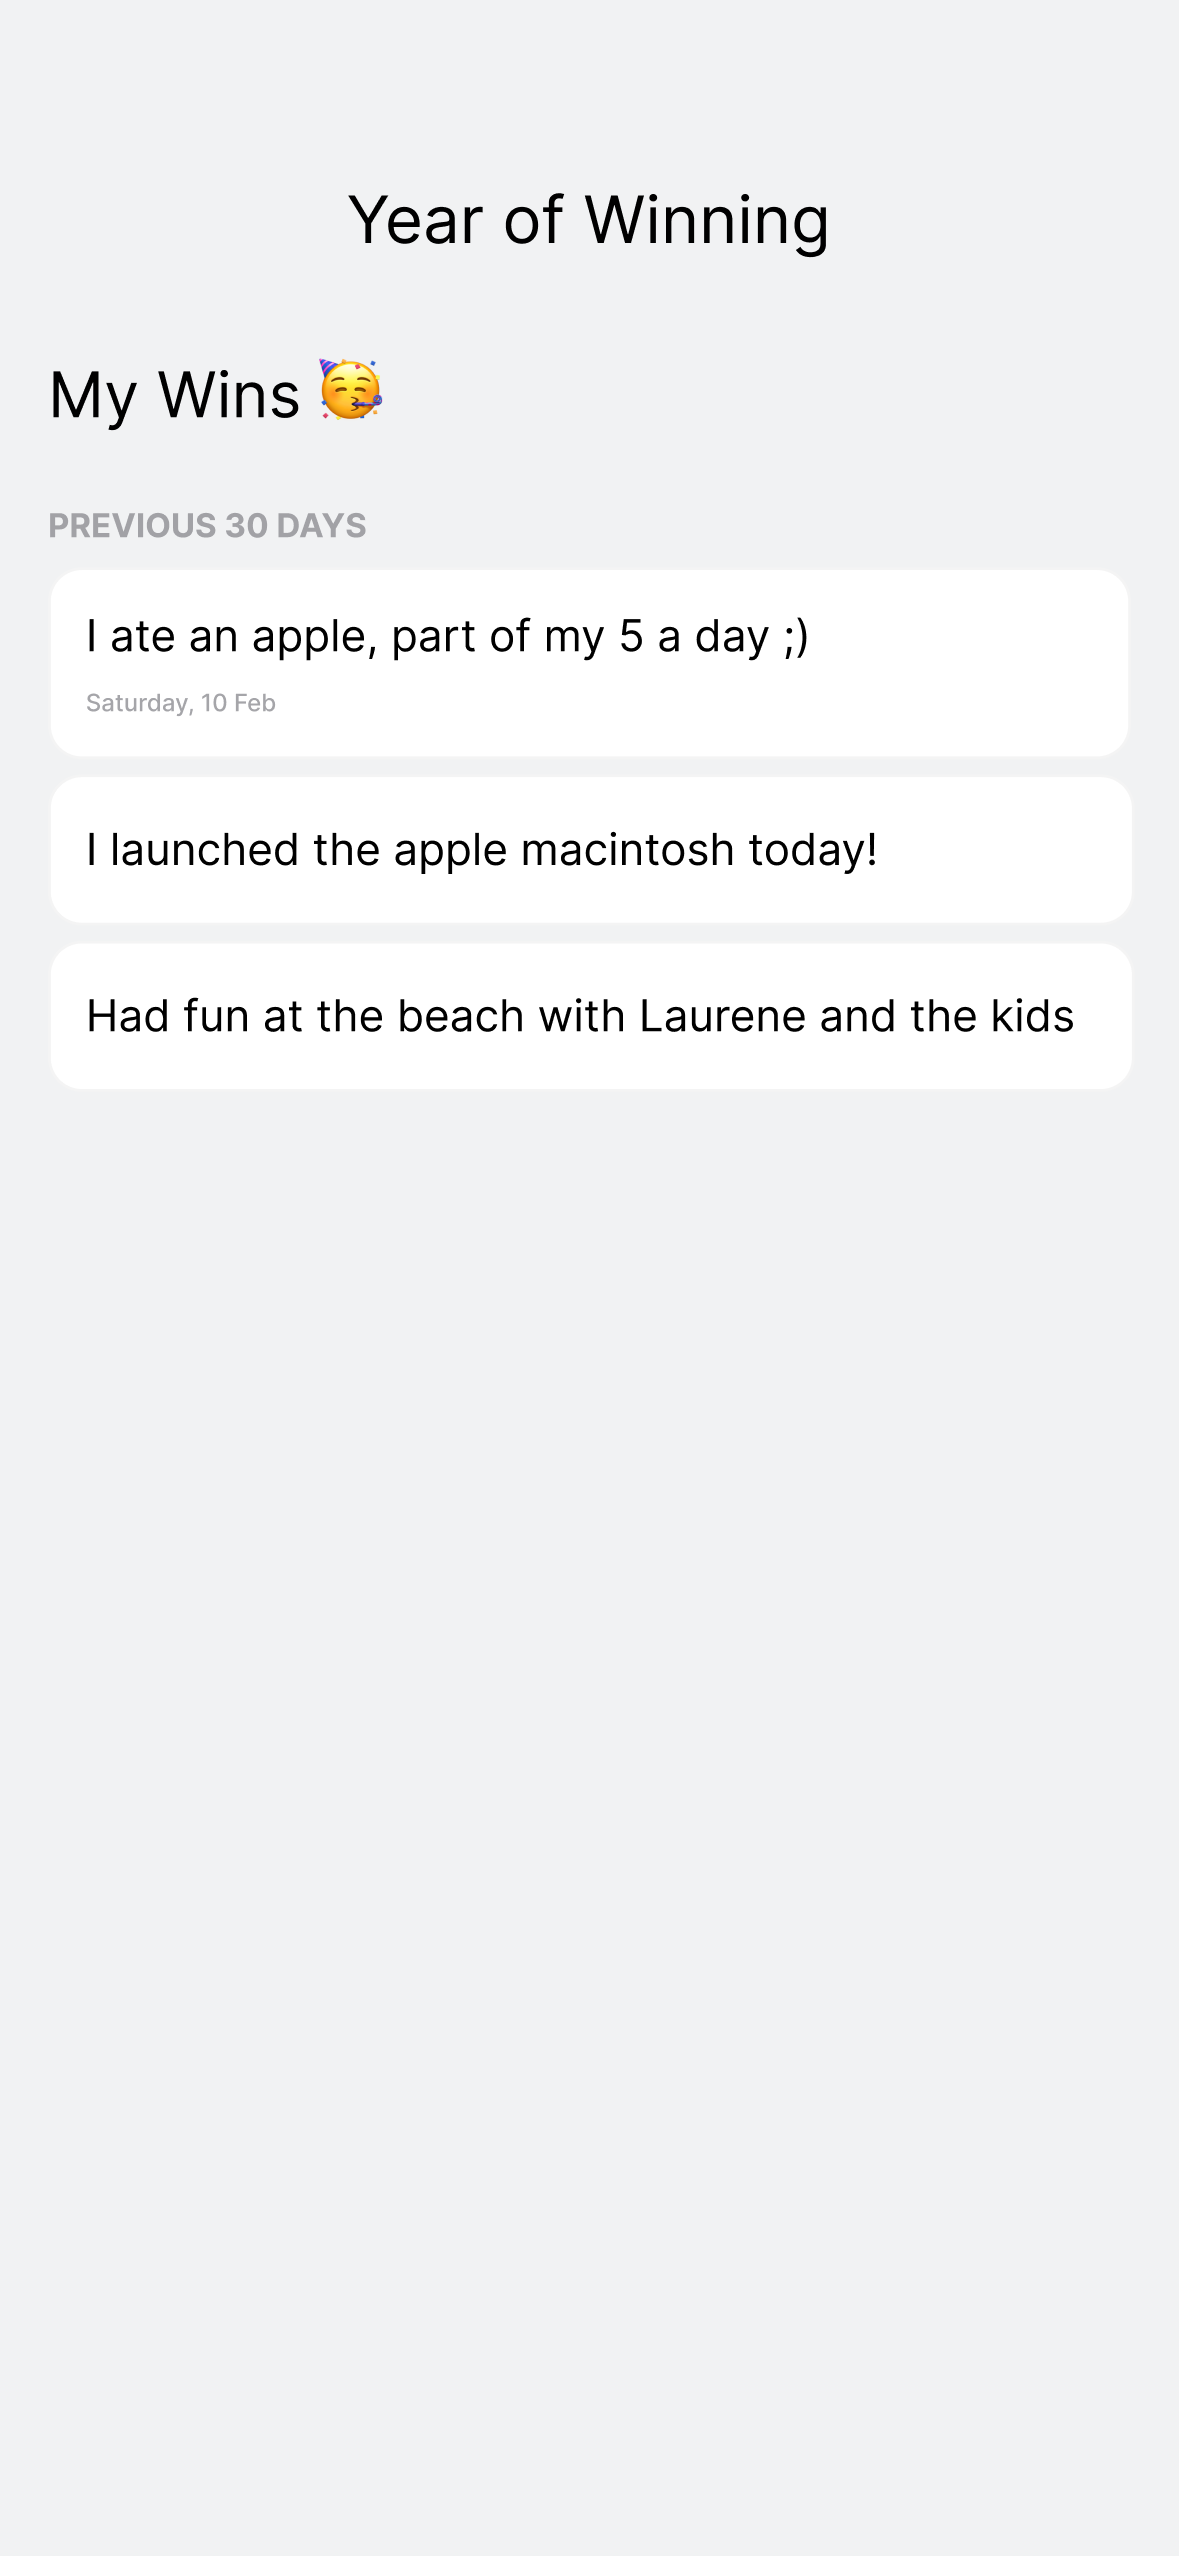 Year of Winning
My Wins 🥳
PREVIOUS 30 DAYS
I ate an apple, part of my 5 a day ;)
Saturday, 10 Feb
I launched the apple macintosh today!
Had fun at the beach with Laurene and the kids